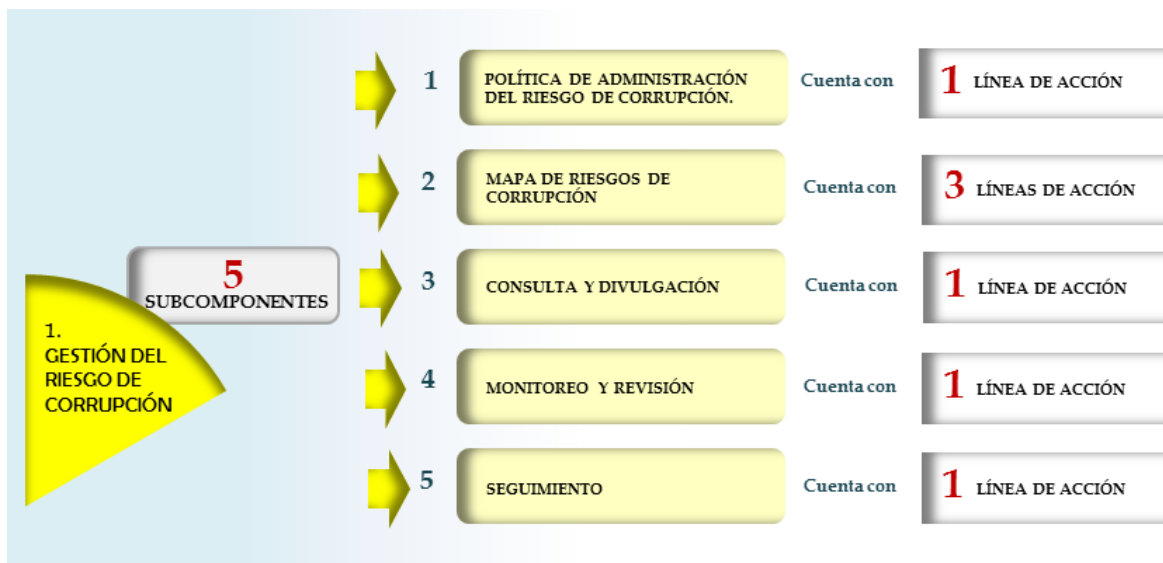 1
POLÍTICA DE ADMINISTRACIÓN
DEL RIESGO DE CORRUPCIÓN.
Cuenta con
1 LÍNEA DE ACCIÓN
2
MAPA DE RIESGOS DE
CORRUPCIÓN
Cuenta con
3 LÍNEAS DE ACCIÓN
5
SUBCOMPONENTES
3
CONSULTA Y DIVULGACIÓN
Cuenta con
1 LÍNEA DE ACCIÓN
1.
GESTIÓN DEL
RIESGO DE
CORRUPCIÓN
4
MONITOREO Y REVISIÓN
Cuenta con
1 LÍNEA DE ACCIÓN
5
SEGUIMIENTO
Cuenta con
1 LÍNEA DE ACCIÓN